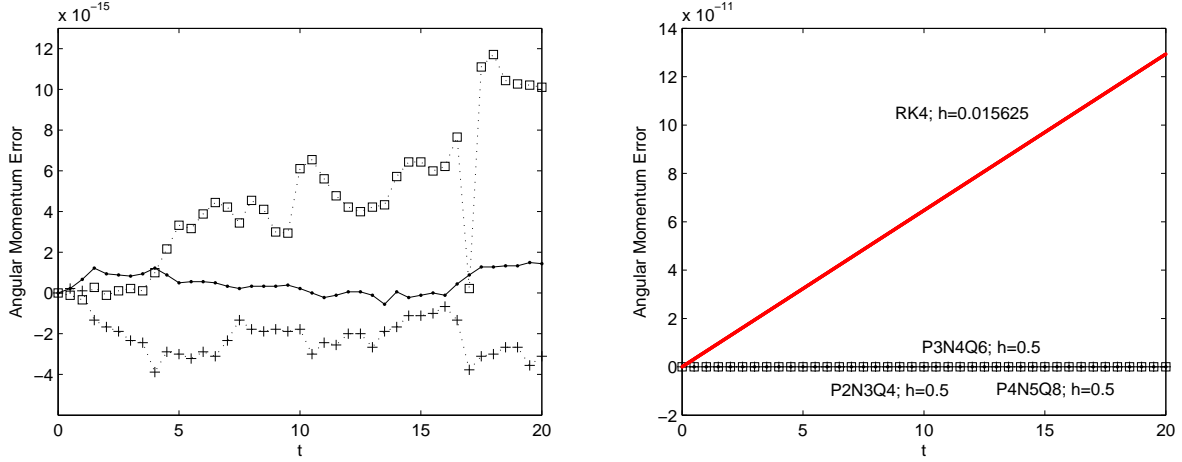 x 10−15
12
10
8
6
4
2
0
−2
−4
0
5
10
15
20
t
Angular Momentum Error
x 10−11
14
12
10
8
6
4
2
0
−2
0
5
10
15
20
t
Angular Momentum Error
RK4; h=0.015625
P3N4Q6; h=0.5
P2N3Q4; h=0.5
P4N5Q8; h=0.5